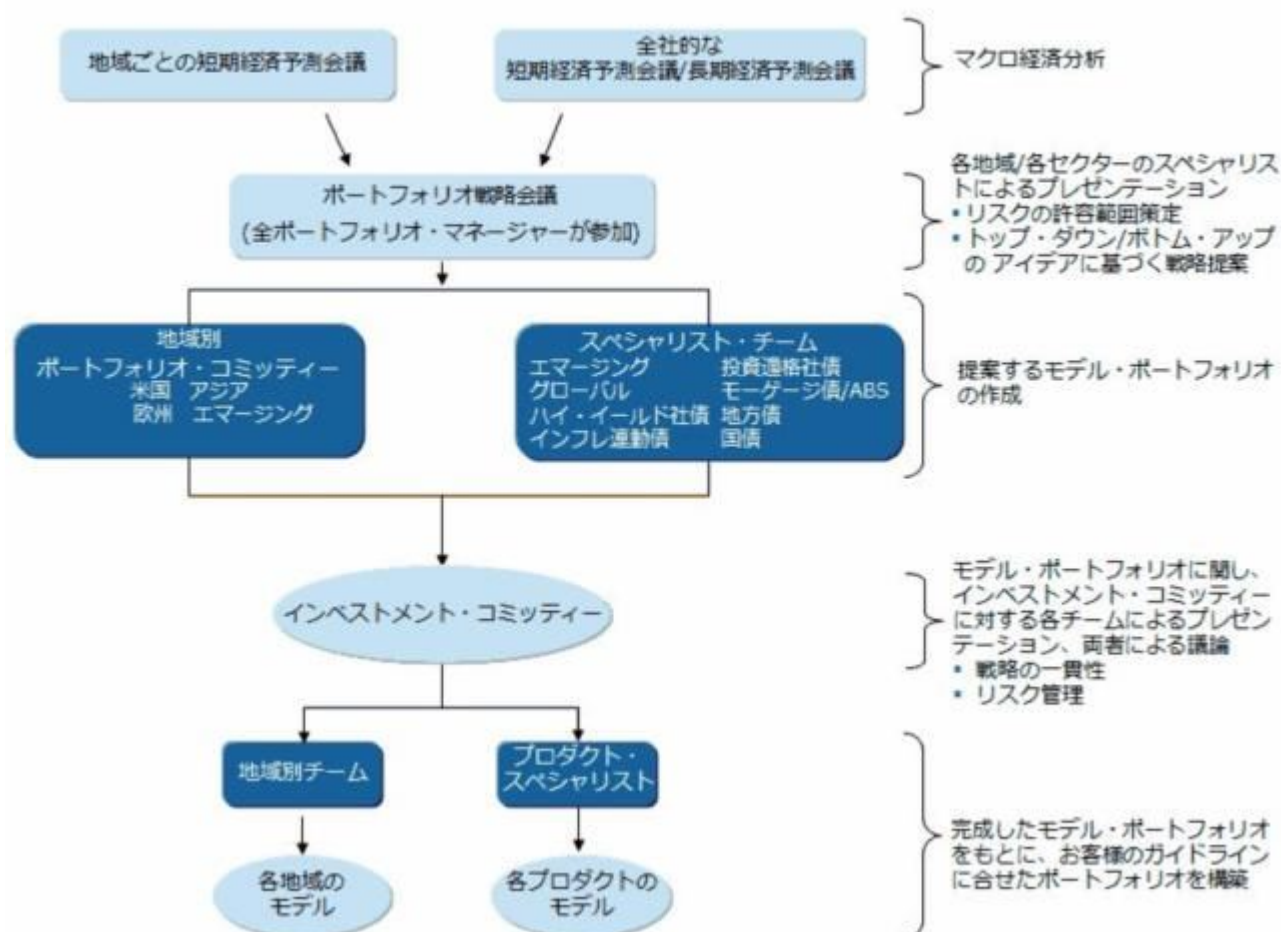 地域ごとの短期経済予測会議
全社的な
短期経済予測会議/長期経済予測会議
マクロ経済分析
ポートフォリオ戦略会議
(全ポートフォリオ・マネージャーが参加)
各地域/各セクターのスペシャリス
トによるプレゼンテーション
▪ リスクの許容範囲策定
▪ トップ・ダウン/ボトム・アップ
の アイデアに基づく戦略提案
地域別
ポートフォリオ・コミッティー
米国 アジア
欧州 エマージング
スペシャリスト・チーム
エマージング 投資適格社債
グローバル モーゲージ債/ABS
ハイ・イールド社債 地方債
インフレ連動債 国債
提案するモデル・ポートフォリオ
の作成
インベストメント・コミッティー
モデル・ポートフォリオに関し、
インベストメント・コミッティー
に対する各チームによるプレゼン
テーション、両者による議論
▪ 戦略の一貫性
▪ リスク管理
地域別チーム
プロダクト・
スペシャリスト
各地域の
モデル
各プロダクトの
モデル
完成したモデル・ポートフォリオ
をもとに、お客様のガイドライン
に合せたポートフォリオを構築